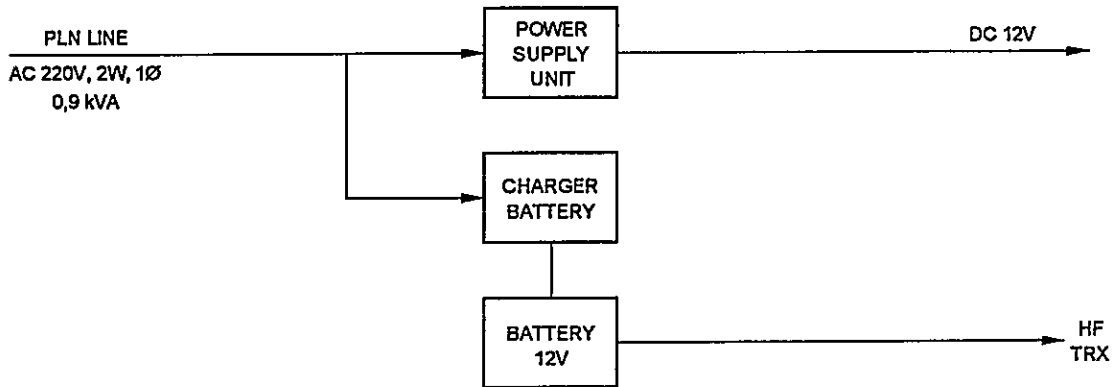 PLN LINE
AC 220V, 2W, 1Ø
0,9 kVA
POWER
SUPPLY
UNIT
DC 12V
CHARGER
BATTERY
BATTERY
12V
HF
TRX